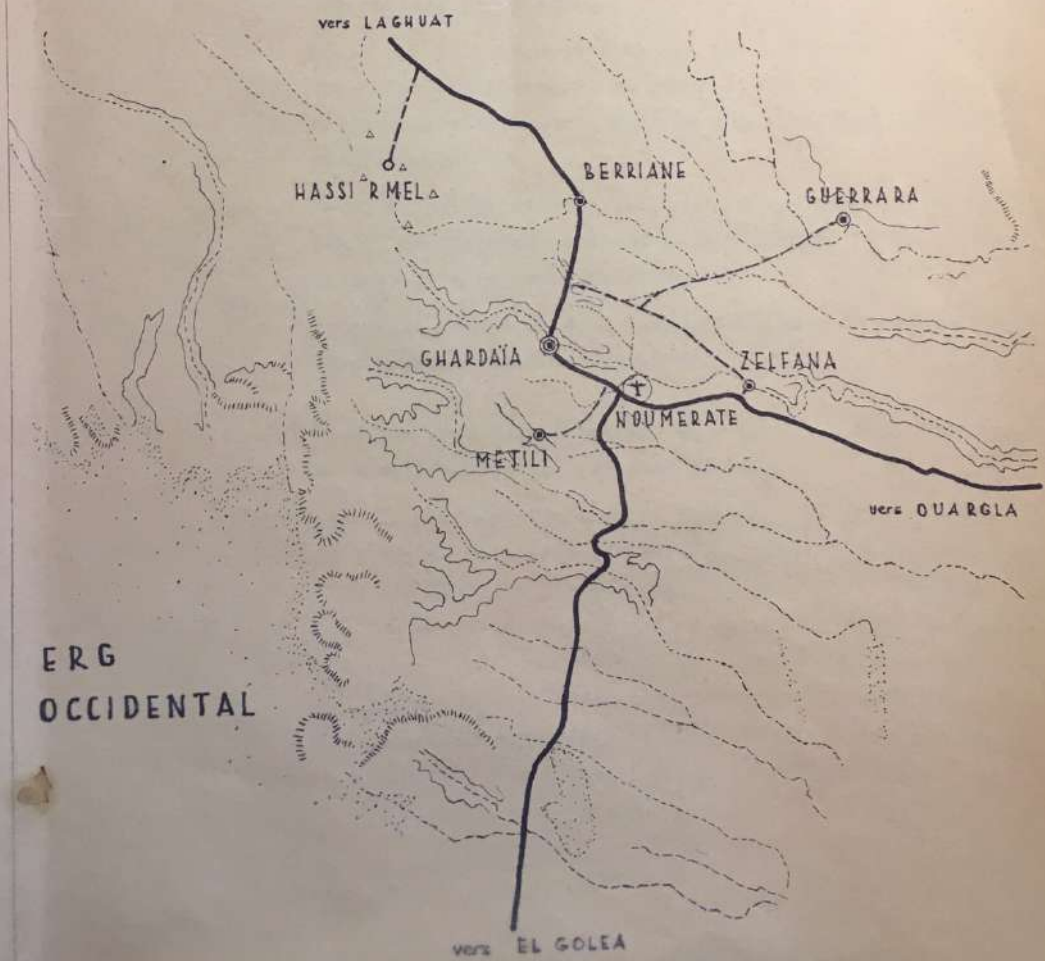 vers LAGHUAT
BERRIANE
HASSI R'MEL
GUERRARA
GHARDAÏA
ZELFANA
NOUMERATE
METILI
vers OUARGLA
ERG
OCCIDENTAL
vers EL GOLEA